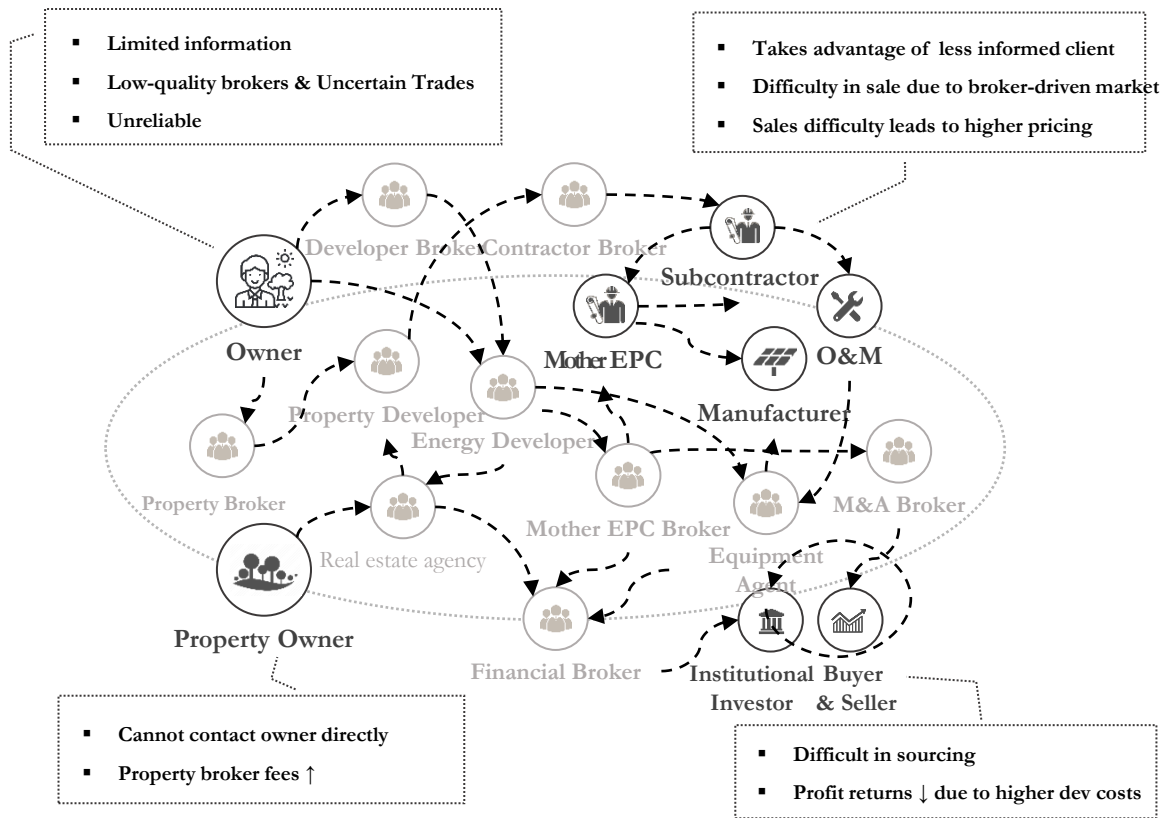 Limited information
Low-quality brokers & Uncertain Trades
Unreliable
Takes advantage of less informed client
Difficulty in sale due to broker-driven market
Sales difficulty leads to higher pricing
Developer Broker
Contractor Broker
Subcontractor
Owner
Mother EPC
O&M
Property Developer
Manufacturer
Energy Developer
Property Broker
Mother EPC Broker
M&A Broker
Real estate agency
Equipment
Agent
Property Owner
Financial Broker
Institutional
Investor
Buyer
& Seller
Cannot contact owner directly
Property broker fees ↑
Difficult in sourcing
Profit returns ↓ due to higher dev costs